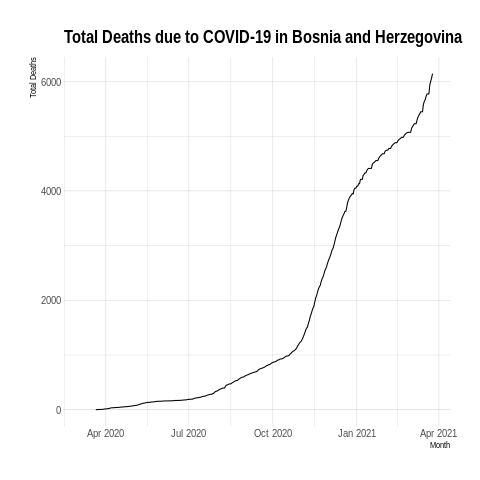 Total Deaths due to COVID-19 in Bosnia and Herzegovina
Total Deaths
6000
4000
2000
0
Apr 2020 Jul 2020 Oct 2020 Jan 2021 Apr 2021
Month